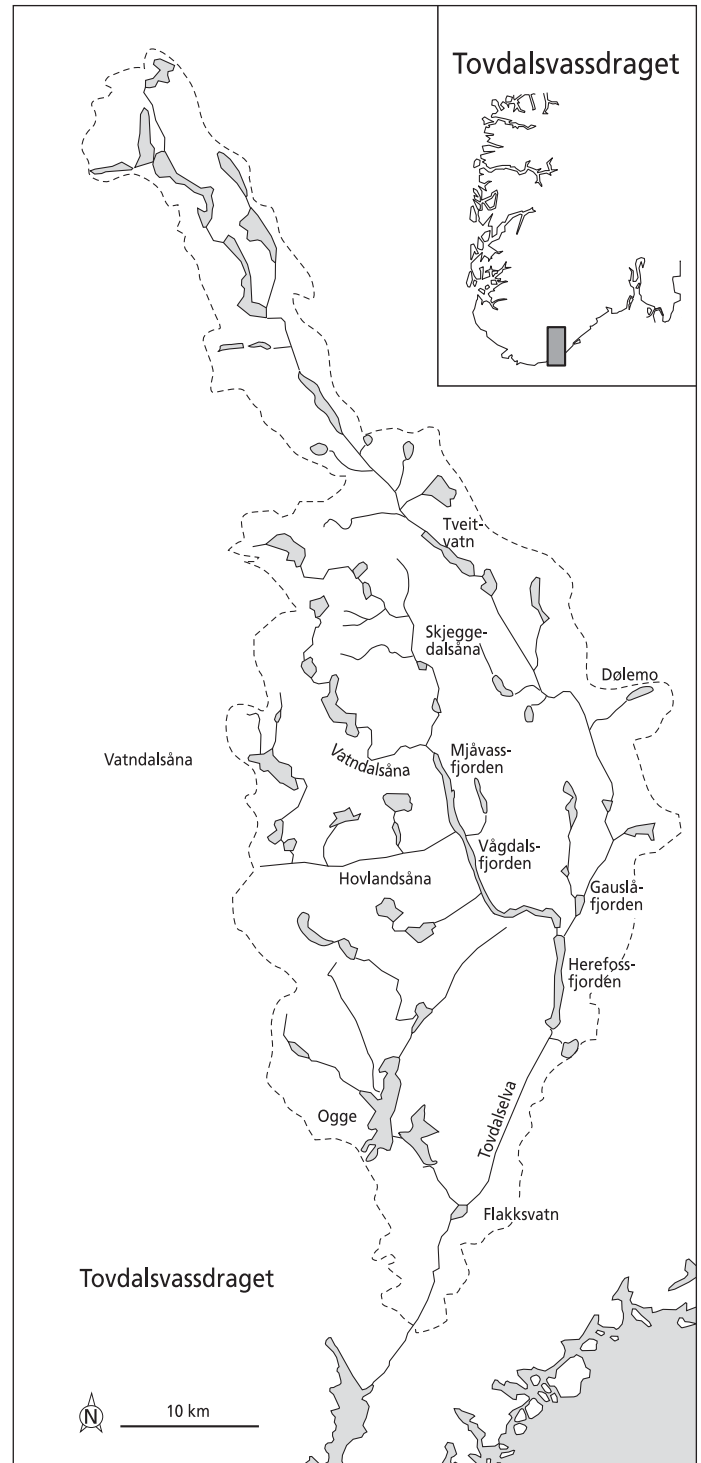 Tovdalsvassdraget
Tveit-
vatn
Skjegge-
dalsåna
Dølemo
Vatndalsåna
Vatndalsåna
Mjåvass-
fjorden
Vågdals-
fjorden
Hovlandsåna
Gauslå-
fjorden
Herefoss-
fjorden
Ogge
Tovdalselva
Flakksvatn
Tovdalsvassdraget
N
10 km